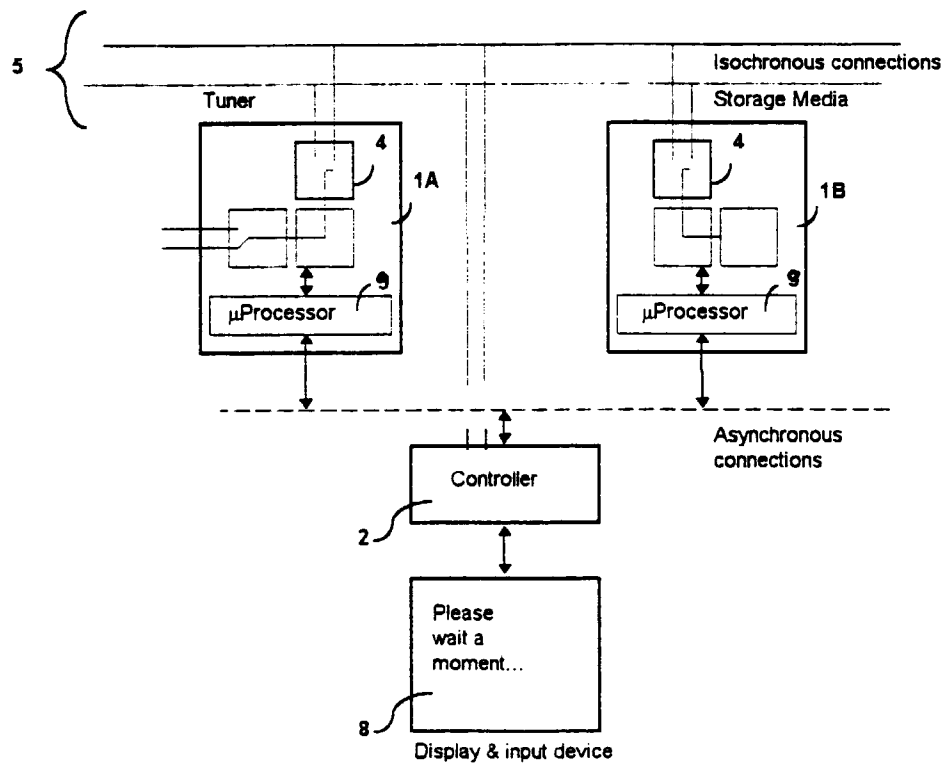 5
Isochronous connections
Tuner
Storage Media
4
4
1A
1B
9
9
μProcessor
μProcessor
Asynchronous
connections
Controller
2
Please
wait a
moment...
8
Display & input device